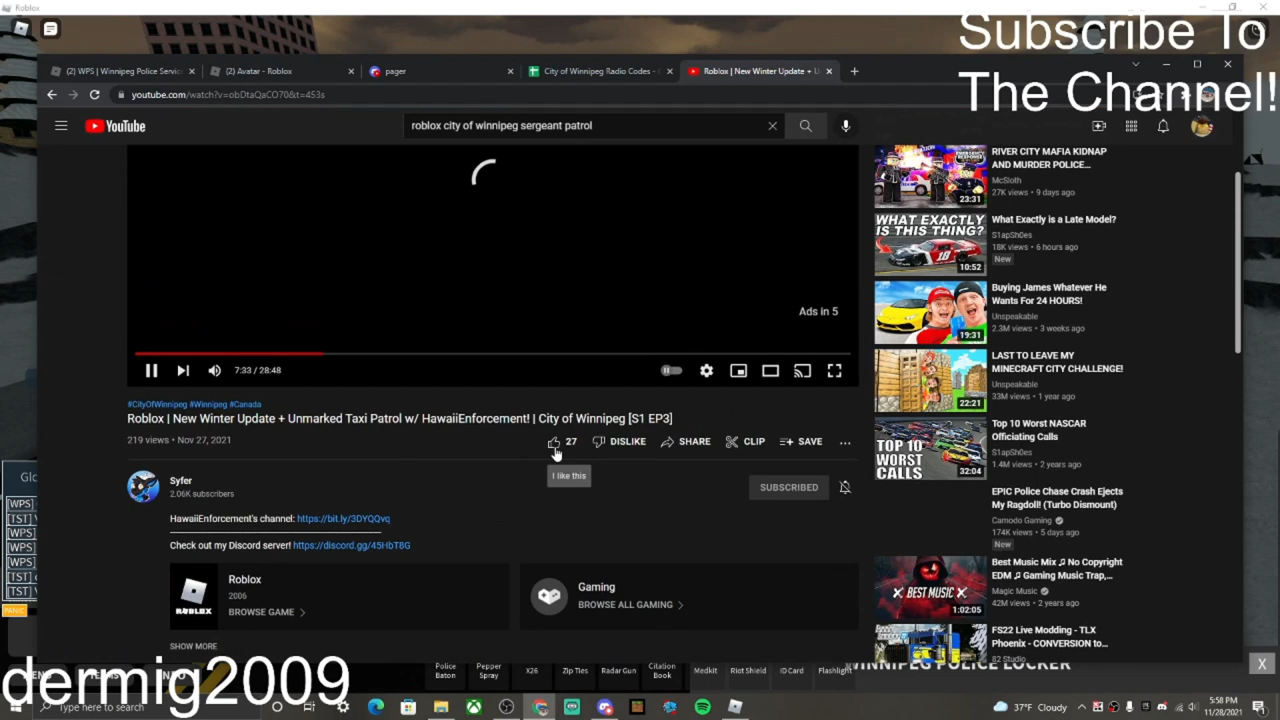 Roblox
Subscribe To
The Channel!
(2) WPS | Winnipeg Police Servic
(2) Avatar - Roblox
pager
City of Winnipeg Radio Codes -
Roblox | New Winter Update + U
youtube.com/watch?v=obDtaQaCO70&t=453s
YouTube
roblox city of winnipeg sergeant patrol
Ads in 5
7:33 / 28:48
#CityOfWinnipeg #Winnipeg #Canada
Roblox | New Winter Update + Unmarked Taxi Patrol w/ HawaiiEnforcement! | City of Winnipeg [S1 EP3]
219 views • Nov 27, 2021
27 DISLIKE SHARE CLIP SAVE
I like this
Syfer
2.06K subscribers
SUBSCRIBED
HawaiiEnforcement's channel: https://bit.ly/3DYQQvq
Check out my Discord server! https://discord.gg/45HbT8G
ROBLOX
Roblox
2006
BROWSE GAME
Gaming
BROWSE ALL GAMING
SHOW MORE
RIVER CITY MAFIA KIDNAP
AND MURDER POLICE...
McSloth
27K views • 9 days ago
23:31
WHAT EXACTLY
IS THIS THING?
18
10:52
What Exactly is a Late Model?
S1apSh0es
18K views • 6 hours ago
New
19:31
Buying James Whatever He
Wants For 24 HOURS!
Unspeakable
2.3M views • 3 weeks ago
22:21
LAST TO LEAVE MY
MINECRAFT CITY CHALLENGE!
Unspeakable
33M views • 1 year ago
TOP 10
WORST
CALLS
32:04
Top 10 Worst NASCAR
Officiating Calls
S1apSh0es
1.4M views • 2 years ago
EPIC Police Chase Crash Ejects
My Ragdoll! (Turbo Dismount)
Camodo Gaming
174K views • 5 days ago
New
BEST MUSIC
1:02:05
Best Music Mix ♫ No Copyright
EDM ♫ Gaming Music Trap,...
Magic Music
42M views • 2 years ago
FS22 Live Modding - TLX
Phoenix - CONVERSION to...
82 Studio
Glo
[WPS]
[TST]
[WPS]
[WPS]
[WPS]
[TST]
[TST]
PANIC
Police
Baton
Pepper
Spray
X26
Zip Ties
Radar Gun
Citation
Book
Medkit
Riot Shield
ID Card
Flashlight
WINNIPEG POLICE LOCKER
X
dermig2009
Type here to search
37°F Cloudy
5:58 PM
11/28/2021